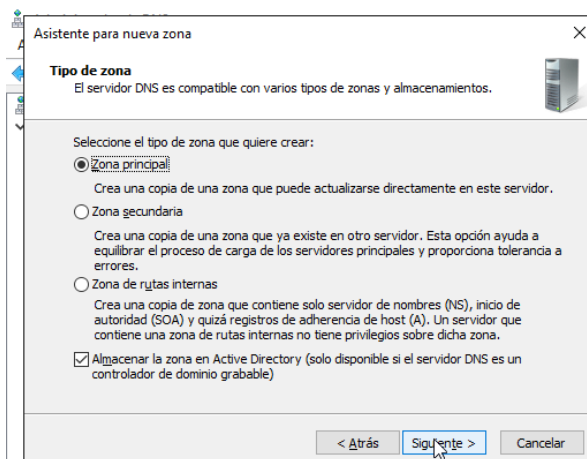 Asistente para nueva zona
Tipo de zona
El servidor DNS es compatible con varios tipos de zonas y almacenamientos.
Seleccione el tipo de zona que quiere crear:
Zona principal
Crea una copia de una zona que puede actualizarse directamente en este servidor.
Zona secundaria
Crea una copia de una zona que ya existe en otro servidor. Esta opción ayuda a
equilibrar el proceso de carga de los servidores principales y proporciona tolerancia a
errores.
Zona de rutas internas
Crea una copia de zona que contiene solo servidor de nombres (NS), inicio de
autoridad (SOA) y quizá registros de adherencia de host (A). Un servidor que
contiene una zona de rutas internas no tiene privilegios sobre dicha zona.
Almacenar la zona en Active Directory (solo disponible si el servidor DNS es un
controlador de dominio grabable)
< Atrás Siguiente > Cancelar